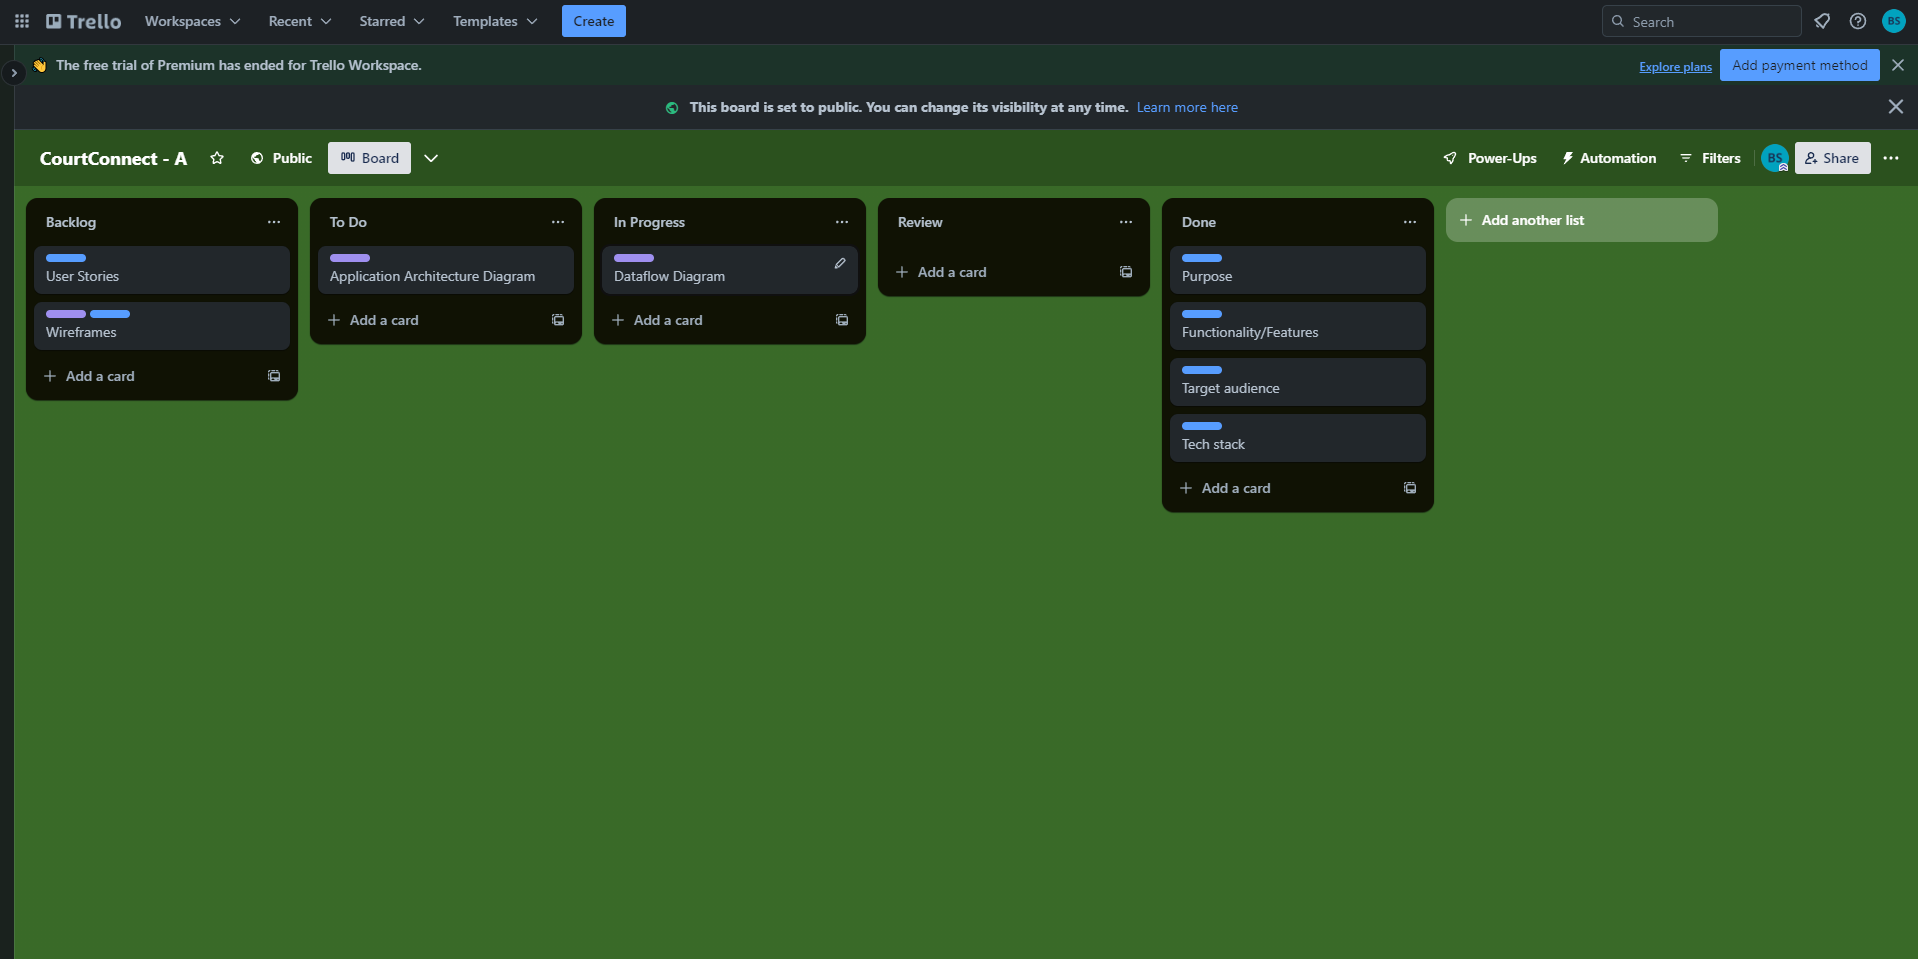 Trello
Workspaces
Recent
Starred
Templates
Create
Search
BS
The free trial of Premium has ended for Trello Workspace.
Explore plans
Add payment method
This board is set to public. You can change its visibility at any time. Learn more here
CourtConnect - A
Public
Board
Power-Ups
Automation
Filters
BS
Share
Backlog
User Stories
Wireframes
Add a card
To Do
Application Architecture Diagram
Add a card
In Progress
Dataflow Diagram
Add a card
Review
Add a card
Done
Purpose
Functionality/Features
Target audience
Tech stack
Add a card
Add another list